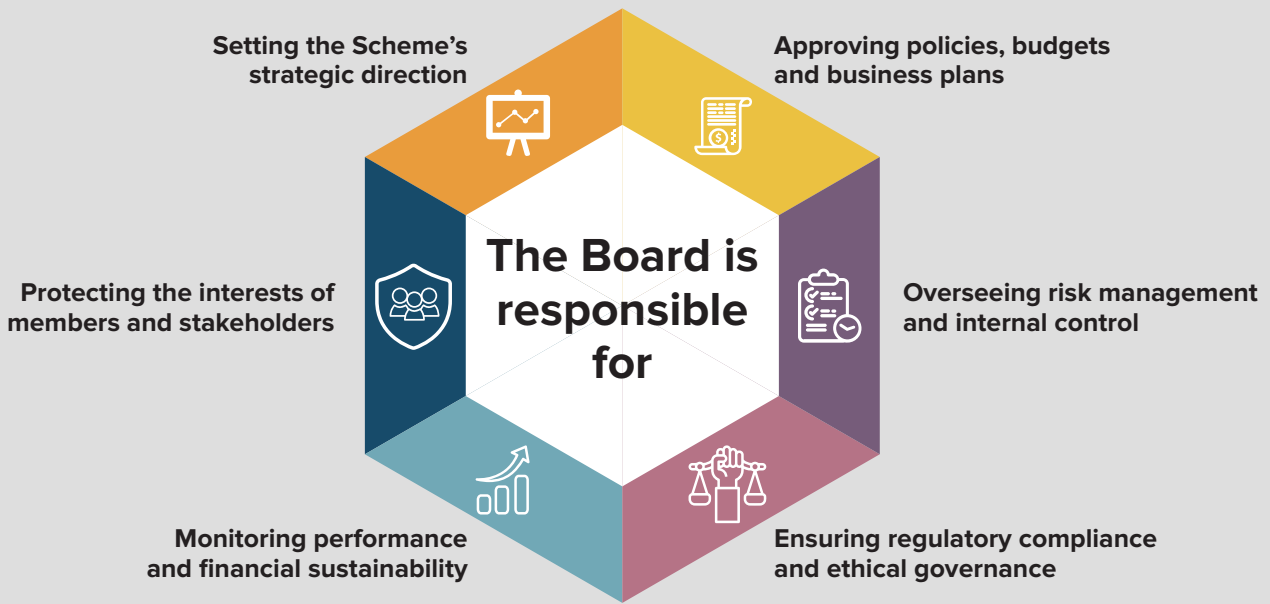 Setting the Scheme’s
strategic direction
Approving policies, budgets
and business plans
Protecting the interests of
members and stakeholders
The Board is
responsible
for
Overseeing risk management
and internal control
Monitoring performance
and financial sustainability
Ensuring regulatory compliance
and ethical governance